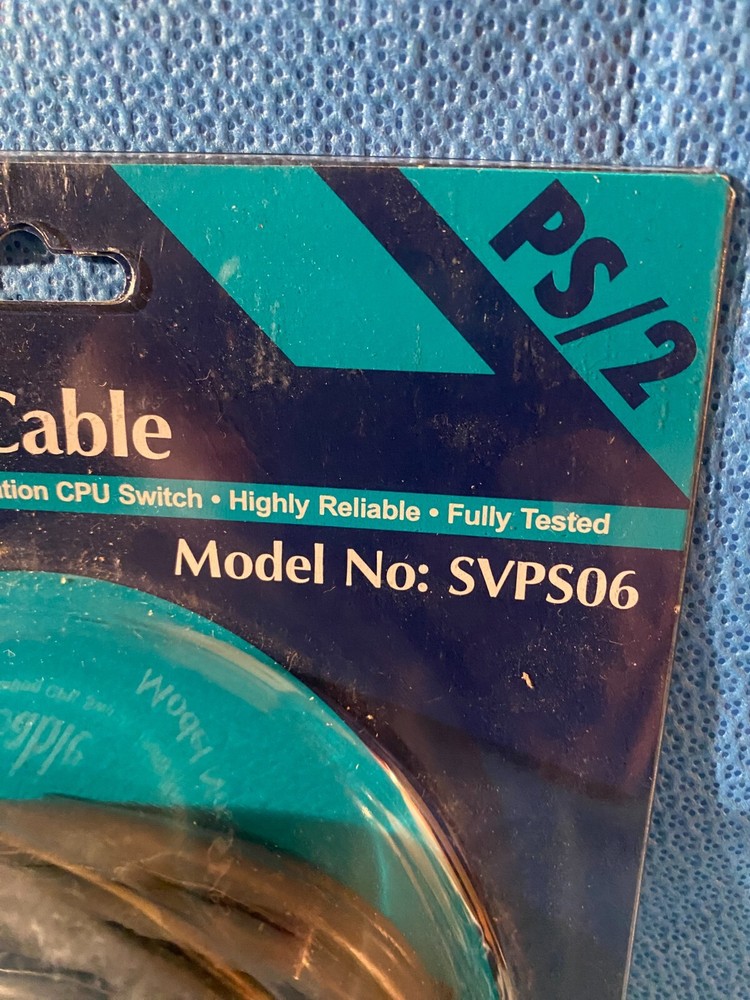 PS/2
Cable
ation CPU Switch • Highly Reliable • Fully Tested
Model No: SVPS06